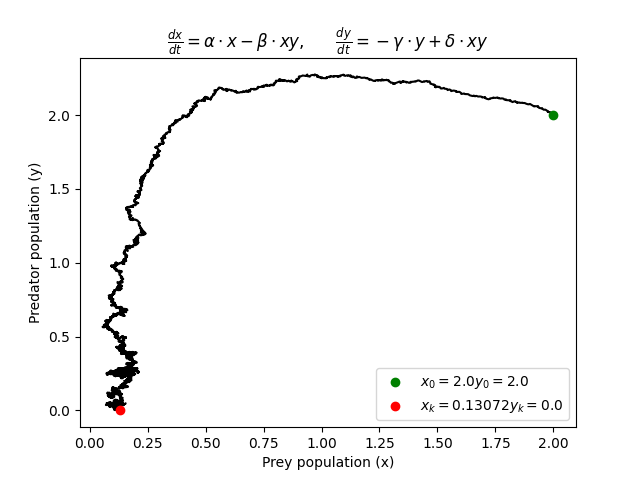 dx/dt = α · x − β · xy,    dy/dt = −γ · y + δ · xy
2.0
1.5
1.0
0.5
0.0
Predator population (y)
x₀ = 2.0y₀ = 2.0
xₖ = 0.13072yₖ = 0.0
0.00 0.25 0.50 0.75 1.00 1.25 1.50 1.75 2.00
Prey population (x)